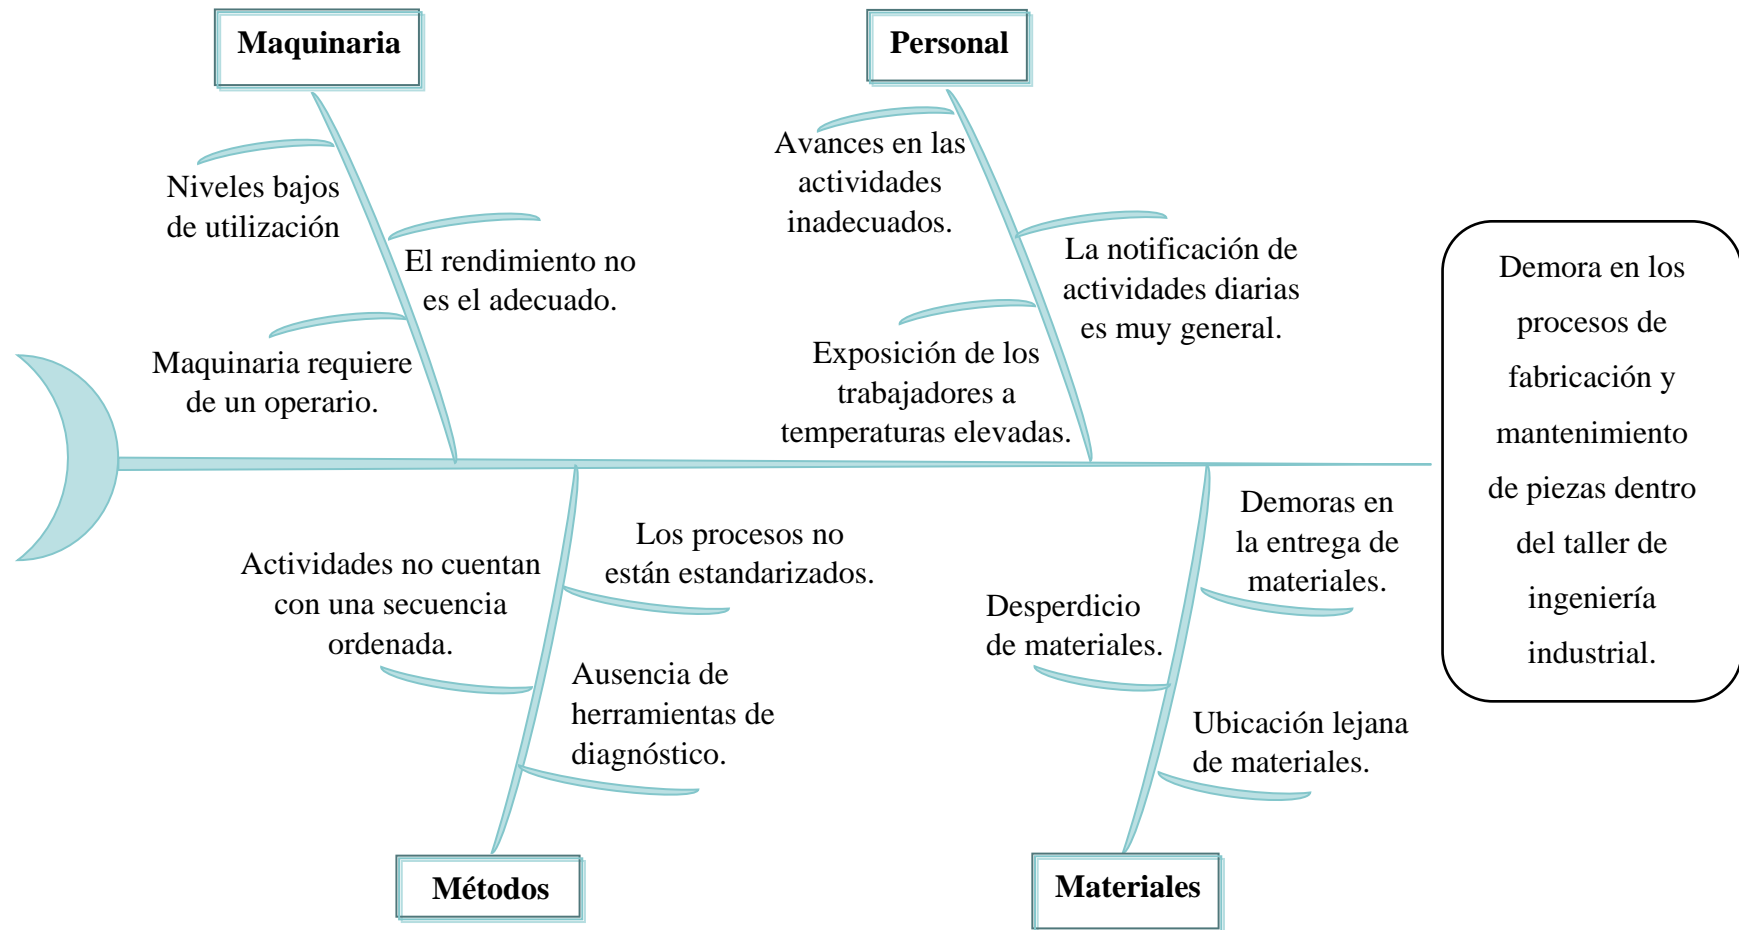 Maquinaria
Personal
Niveles bajos
de utilización
El rendimiento no
es el adecuado.
Maquinaria requiere
de un operario.
Avances en las
actividades
inadecuados.
La notificación de
actividades diarias
es muy general.
Exposición de los
trabajadores a
temperaturas elevadas.
Demora en los
procesos de
fabricación y
mantenimiento
de piezas dentro
del taller de
ingeniería
industrial.
Los procesos no
están estandarizados.
Actividades no cuentan
con una secuencia
ordenada.
Ausencia de
herramientas de
diagnóstico.
Demoras en
la entrega de
materiales.
Desperdicio
de materiales.
Ubicación lejana
de materiales.
Métodos
Materiales